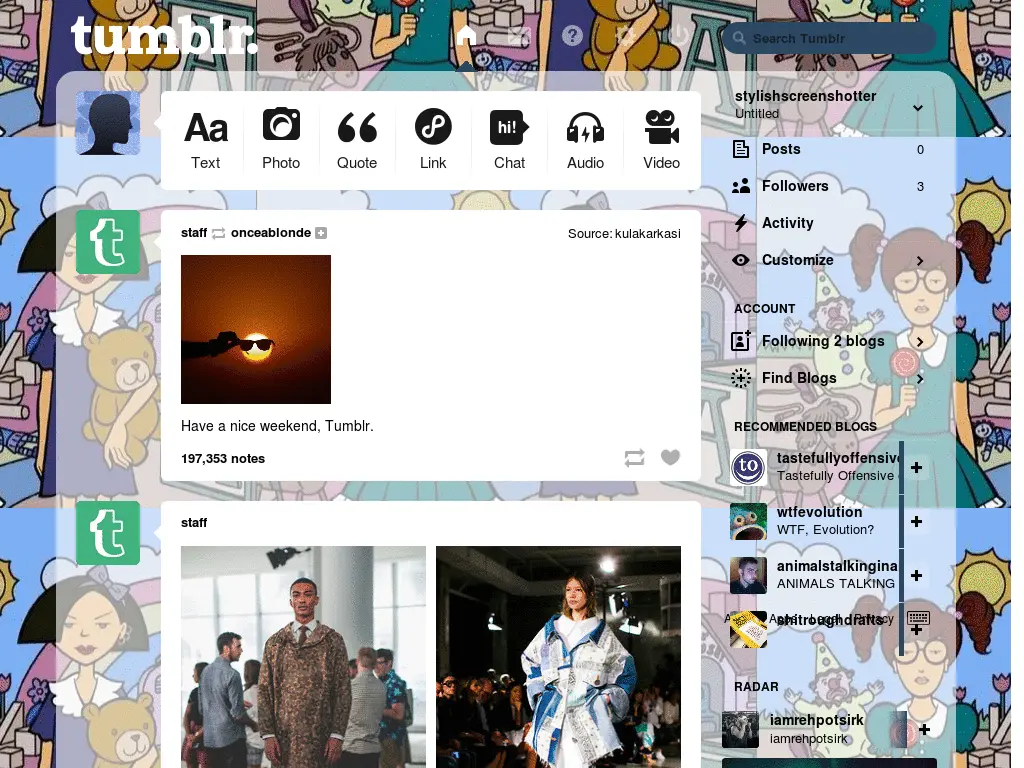 tumblr.
Search Tumblr
stylishscreenshotter
Untitled
Aa
hi!
Text
Photo
Quote
Link
Chat
Audio
Video
Posts 0
Followers 3
Activity
Customize
staff onceablonde
Source: kulakarkasi
Have a nice weekend, Tumblr.
197,353 notes
ACCOUNT
Following 2 blogs
Find Blogs
RECOMMENDED BLOGS
to
tastefullyoffensive
Tastefully Offensive
wtfevolution
WTF, Evolution?
animalstalkingina
ANIMALS TALKING
shitroughdrafts
Legal Privacy
staff
RADAR
iamrehpotsirk
iamrehpotsirk